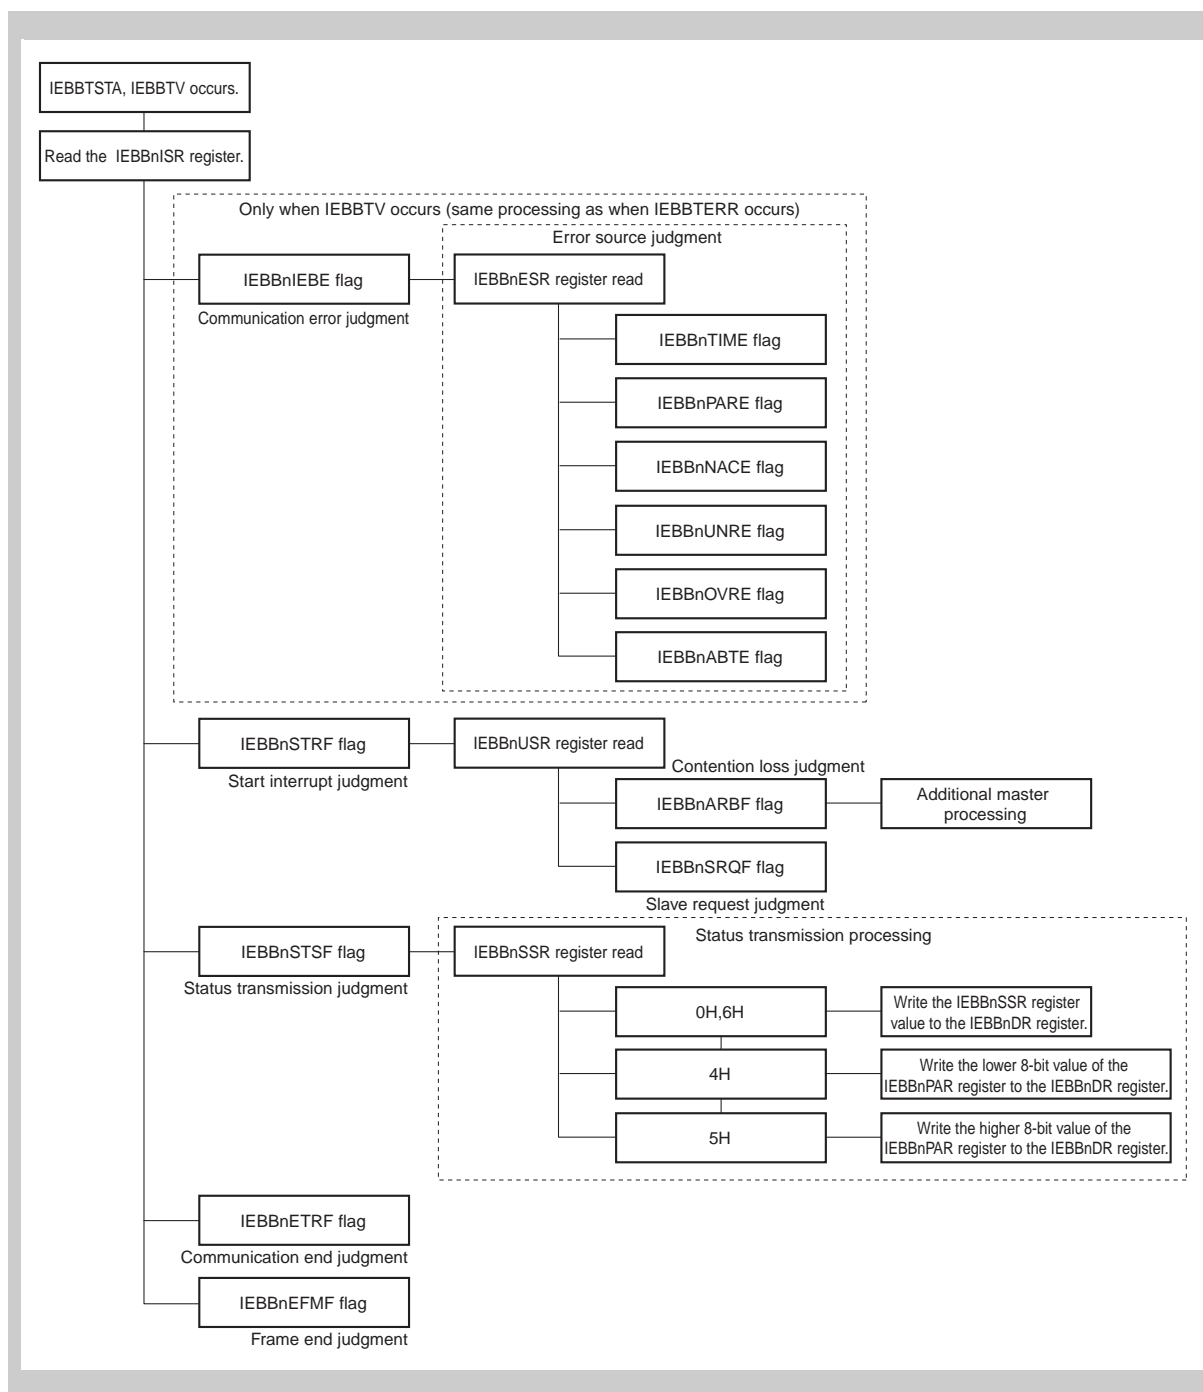 IEBBTSTA, IEBBTV occurs.
Read the IEBBnISR register.
Only when IEBBTV occurs (same processing as when IEBBTERR occurs)
Error source judgment
IEBBnIEBE flag
IEBBnESR register read
Communication error judgment
IEBBnTIME flag
IEBBnPARE flag
IEBBnNACE flag
IEBBnUNRE flag
IEBBnOVRE flag
IEBBnABTE flag
IEBBnSTRF flag
IEBBnUSR register read
Start interrupt judgment
Contention loss judgment
IEBBnARBF flag
Additional master
processing
IEBBnSRQF flag
Slave request judgment
IEBBnSTSF flag
IEBBnSSR register read
Status transmission processing
Status transmission judgment
0H,6H
Write the IEBBnSSR register
value to the IEBBnDR register.
4H
Write the lower 8-bit value of the
IEBBnPAR register to the IEBBnDR register.
5H
Write the higher 8-bit value of the
IEBBnPAR register to the IEBBnDR register.
IEBBnETRF flag
Communication end judgment
IEBBnEFMF flag
Frame end judgment